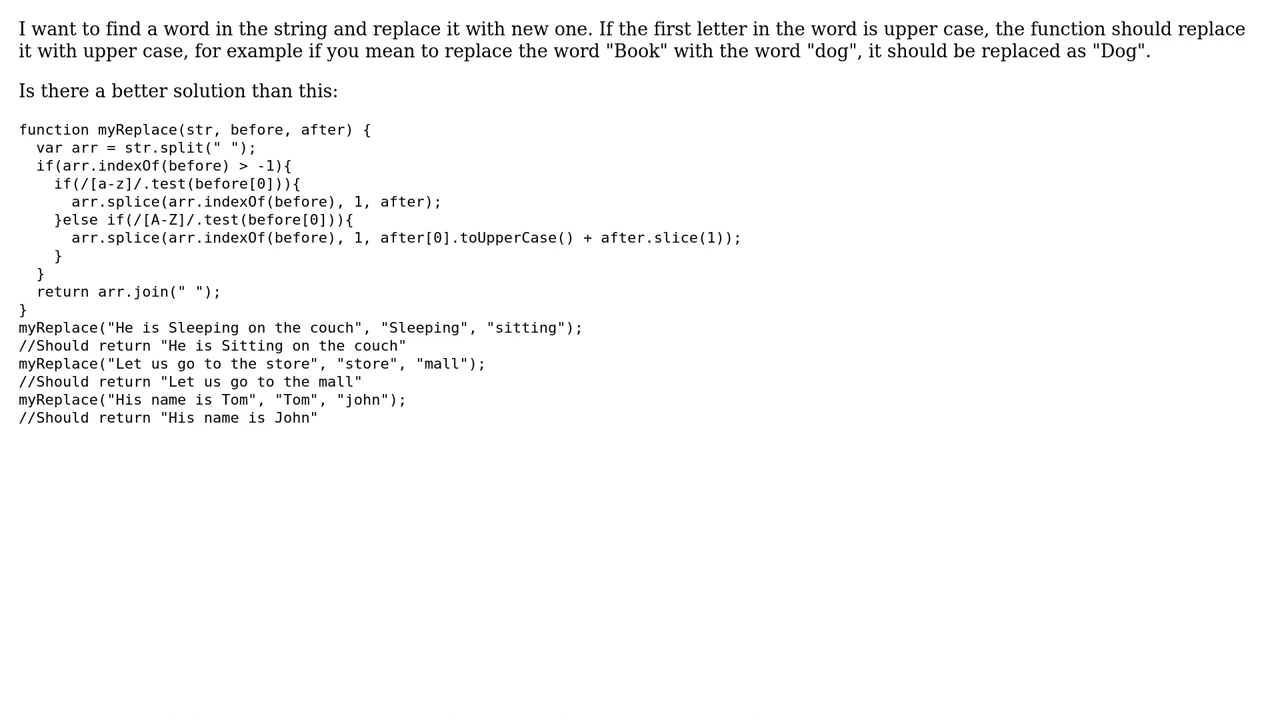 I want to find a word in the string and replace it with new one. If the first letter in the word is upper case, the function should replace
it with upper case, for example if you mean to replace the word "Book" with the word "dog", it should be replaced as "Dog".
Is there a better solution than this:
function myReplace(str, before, after) {
  var arr = str.split(" ");
  if(arr.indexOf(before) > -1){
    if(/[a-z]/.test(before[0])){
      arr.splice(arr.indexOf(before), 1, after);
    }else if(/[A-Z]/.test(before[0])){
      arr.splice(arr.indexOf(before), 1, after[0].toUpperCase() + after.slice(1));
    }
  }
  return arr.join(" ");
}
myReplace("He is Sleeping on the couch", "Sleeping", "sitting");
//Should return "He is Sitting on the couch"
myReplace("Let us go to the store", "store", "mall");
//Should return "Let us go to the mall"
myReplace("His name is Tom", "Tom", "john");
//Should return "His name is John"